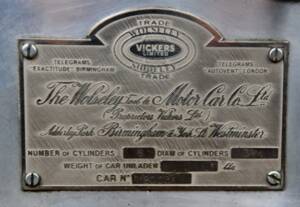 TRADE
WOLSELEY
VICKERS
LIMITED
SIDDELEY
TRADE
TELEGRAMS
EXACTITUDE BIRMINGHAM
TELEGRAMS
AUTOVENT LONDON
The Wolseley Tool & Motor Car Co. Ltd
(Proprietors Vickers Ltd)
Adderley Park Birmingham & York St. Westminster
NUMBER OF CYLINDERS DIAM OF CYLINDERS
WEIGHT OF CAR UNLADEN
CAR No